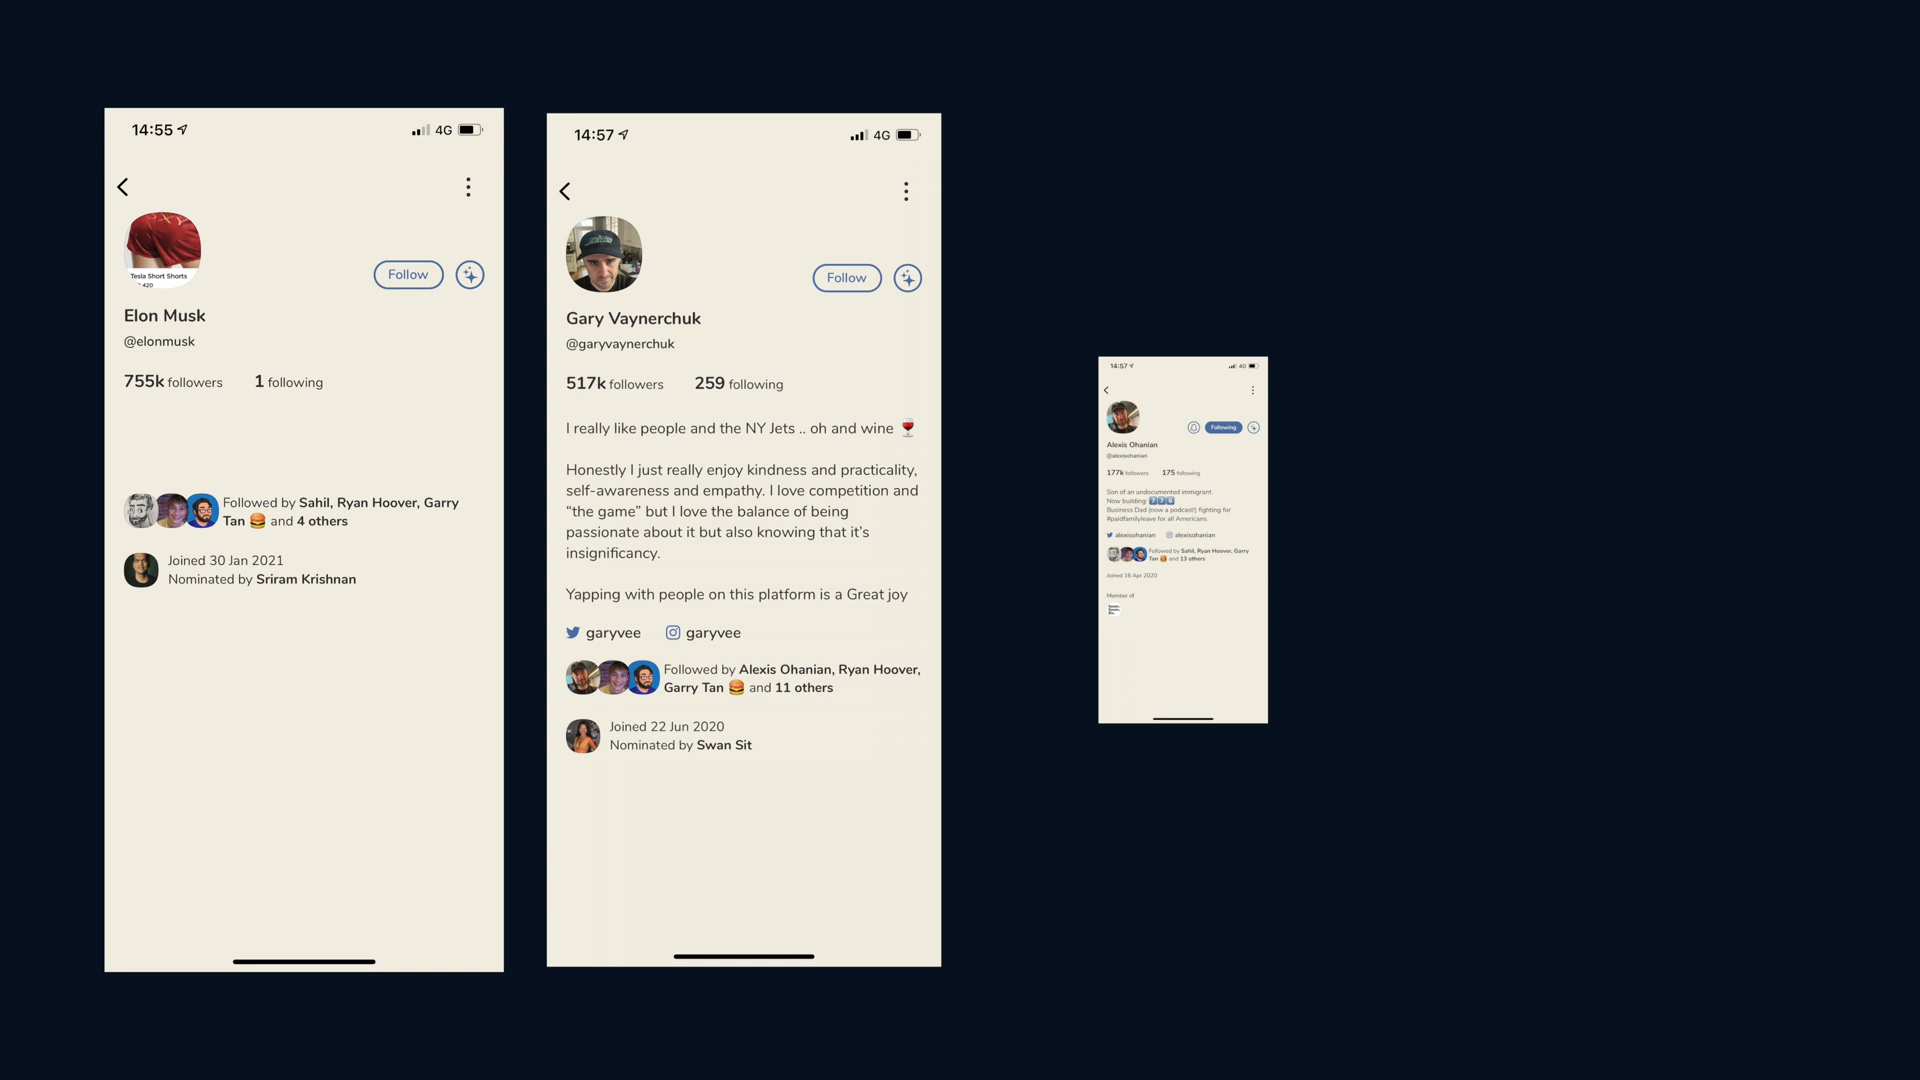 14:55
4G
Tesla Short Shorts
420
Follow
Elon Musk
@elonmusk
755k followers 1 following
Followed by Sahil, Ryan Hoover, Garry
Tan 🍔 and 4 others
Joined 30 Jan 2021
Nominated by Sriram Krishnan
14:57
4G
Follow
Gary Vaynerchuk
@garyvaynerchuk
517k followers 259 following
I really like people and the NY Jets .. oh and wine 🍷
Honestly I just really enjoy kindness and practicality,
self-awareness and empathy. I love competition and
“the game” but I love the balance of being
passionate about it but also knowing that it’s
insignificancy.
Yapping with people on this platform is a Great joy
garyvee garyvee
Followed by Alexis Ohanian, Ryan Hoover,
Garry Tan 🍔 and 11 others
Joined 22 Jun 2020
Nominated by Swan Sit
14:57
4G
Following
Alexis Ohanian
@alexisohanian
177k followers 175 following
Son of an undocumented immigrant.
Now building: 7️⃣7️⃣6️⃣
Business Dad (now a podcast!) fighting for
#paidfamilyleave for all Americans.
alexisohanian alexisohanian
Followed by Sahil, Ryan Hoover, Garry
Tan 🍔 and 13 others
Joined 16 Apr 2020
Member of